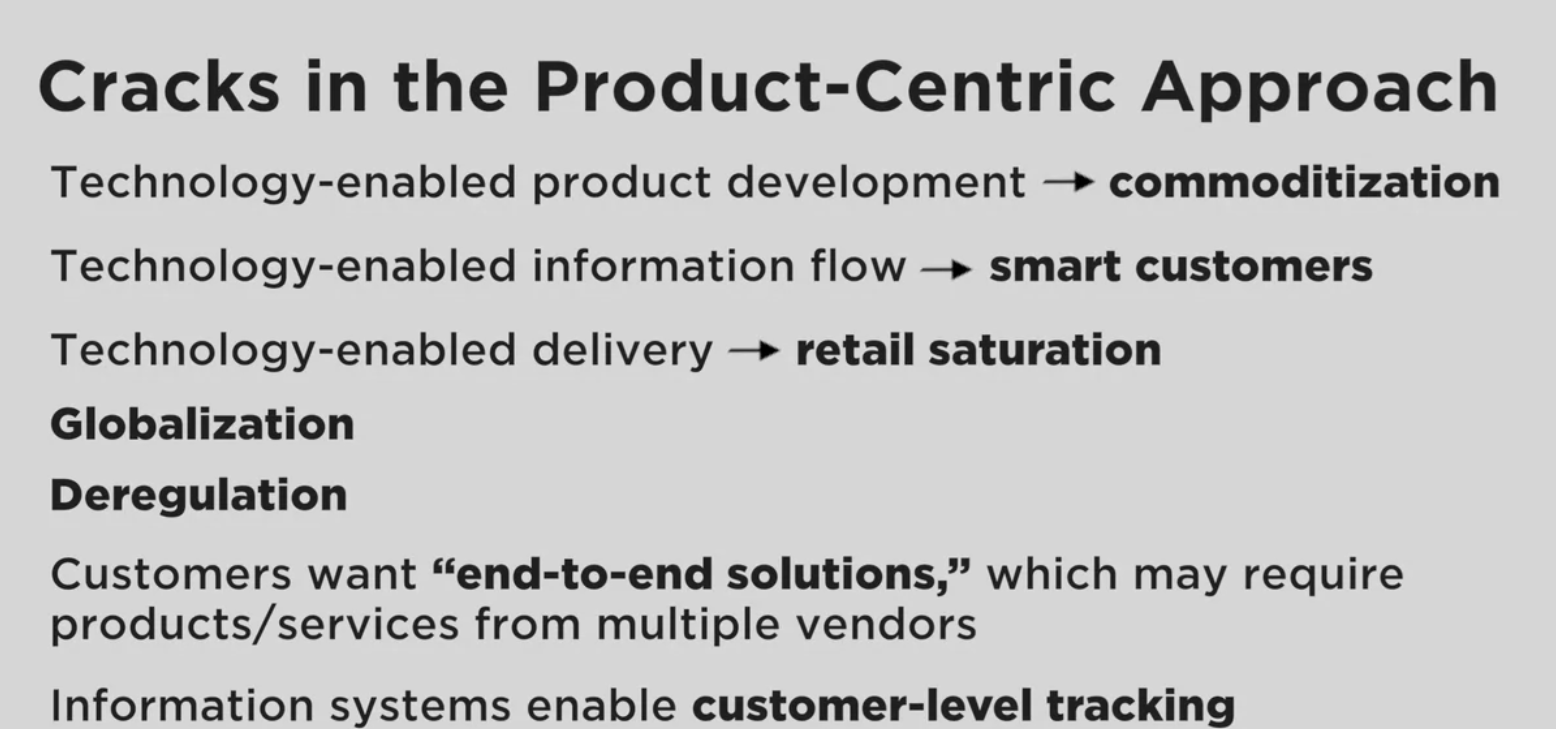 Cracks in the Product-Centric Approach
Technology-enabled product development → commoditization
Technology-enabled information flow → smart customers
Technology-enabled delivery → retail saturation
Globalization
Deregulation
Customers want “end-to-end solutions,” which may require
products/services from multiple vendors
Information systems enable customer-level tracking